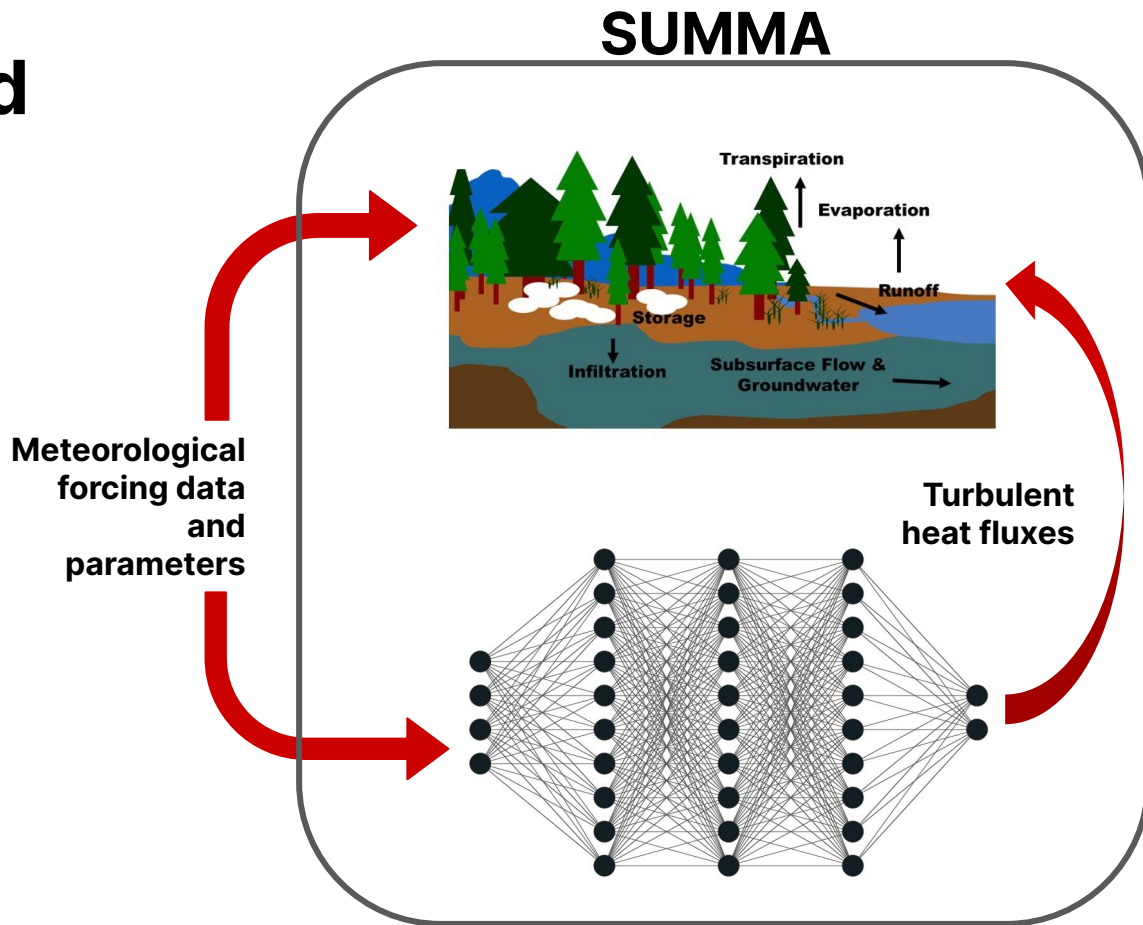 SUMMA
d
Transpiration
Evaporation
Runoff
Storage
Infiltration
Subsurface Flow &
Groundwater
Meteorological
forcing data
and
parameters
Turbulent
heat fluxes